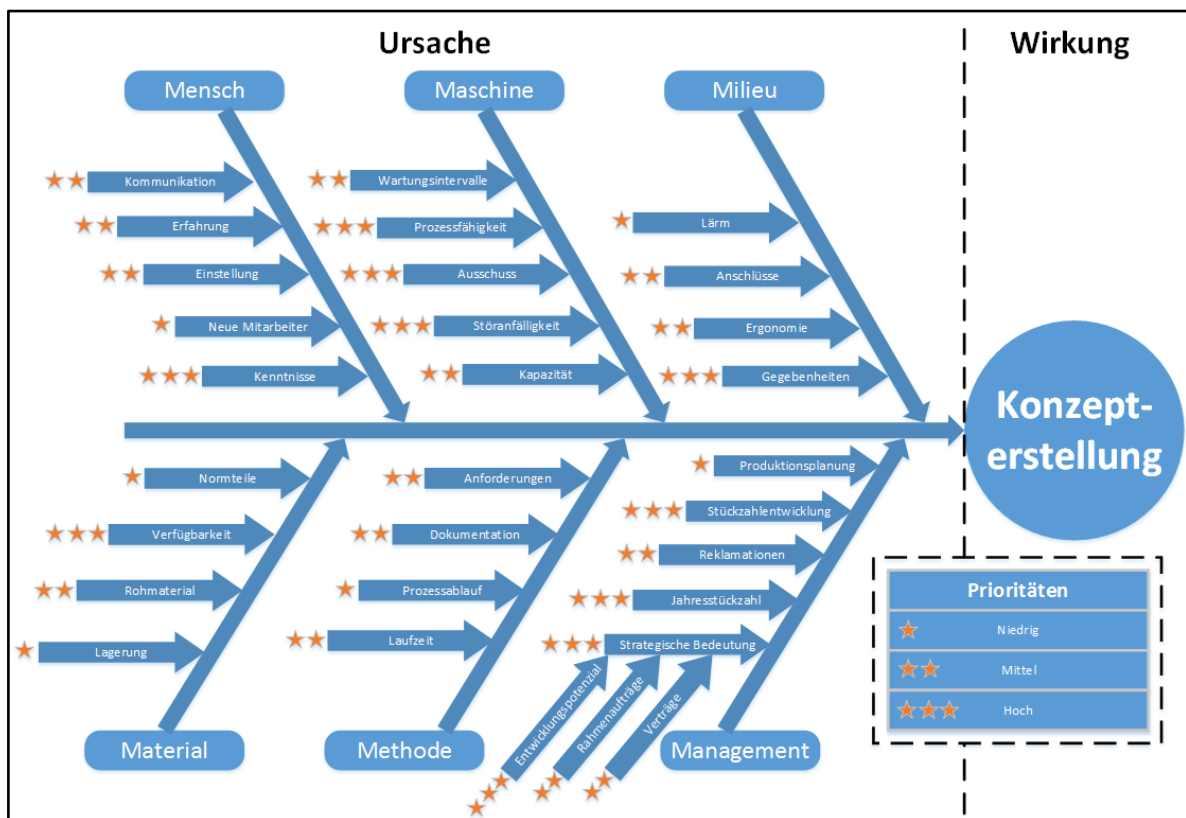 Ursache
Wirkung
Mensch
Maschine
Milieu
Kommunikation
Erfahrung
Einstellung
Neue Mitarbeiter
Kenntnisse
Wartungsintervalle
Prozessfähigkeit
Ausschuss
Störanfälligkeit
Kapazität
Lärm
Anschlüsse
Ergonomie
Gegebenheiten
Konzept-
erstellung
Normteile
Verfügbarkeit
Rohmaterial
Lagerung
Anforderungen
Dokumentation
Prozessablauf
Laufzeit
Produktionsplanung
Stückzahlentwicklung
Reklamationen
Jahresstückzahl
Strategische Bedeutung
Entwicklungspotenzial
Rahmenaufträge
Verträge
Material
Methode
Management
Prioritäten
Niedrig
Mittel
Hoch